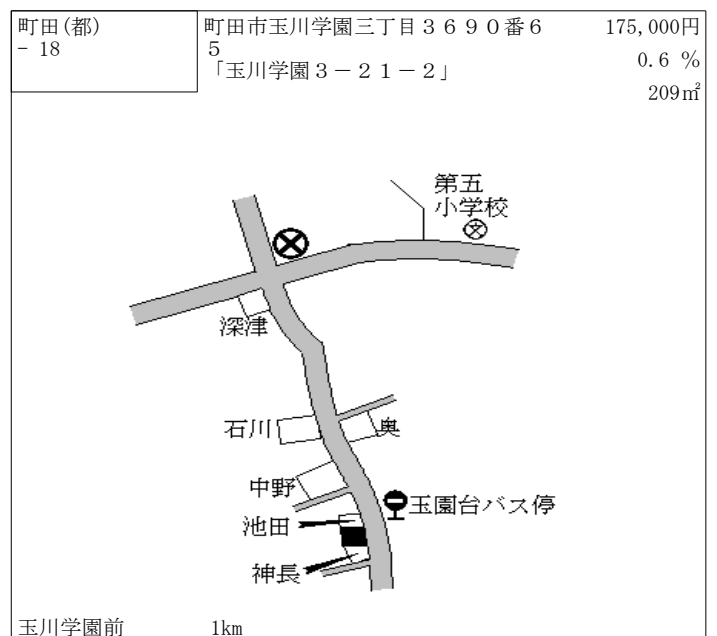 町田(都)
- 18
町田市玉川学園三丁目３６９０番６
５
「玉川学園３－２１－２」
175,000円
0.6 %
209㎡
第五
小学校
深津
石川
奥
中野
玉園台バス停
池田
神長
玉川学園前 1km